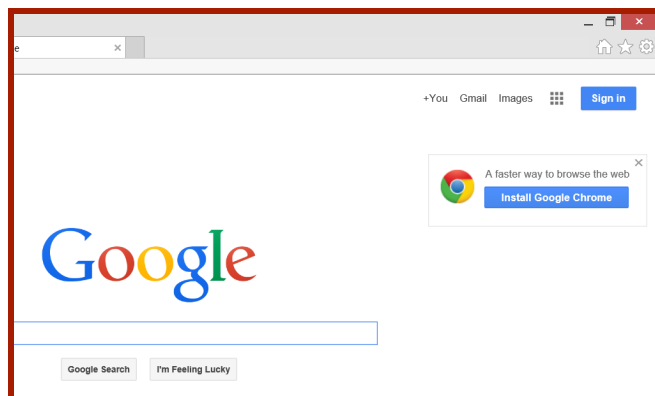 e
+You Gmail Images Sign in
A faster way to browse the web
Install Google Chrome
Google
Google Search I'm Feeling Lucky